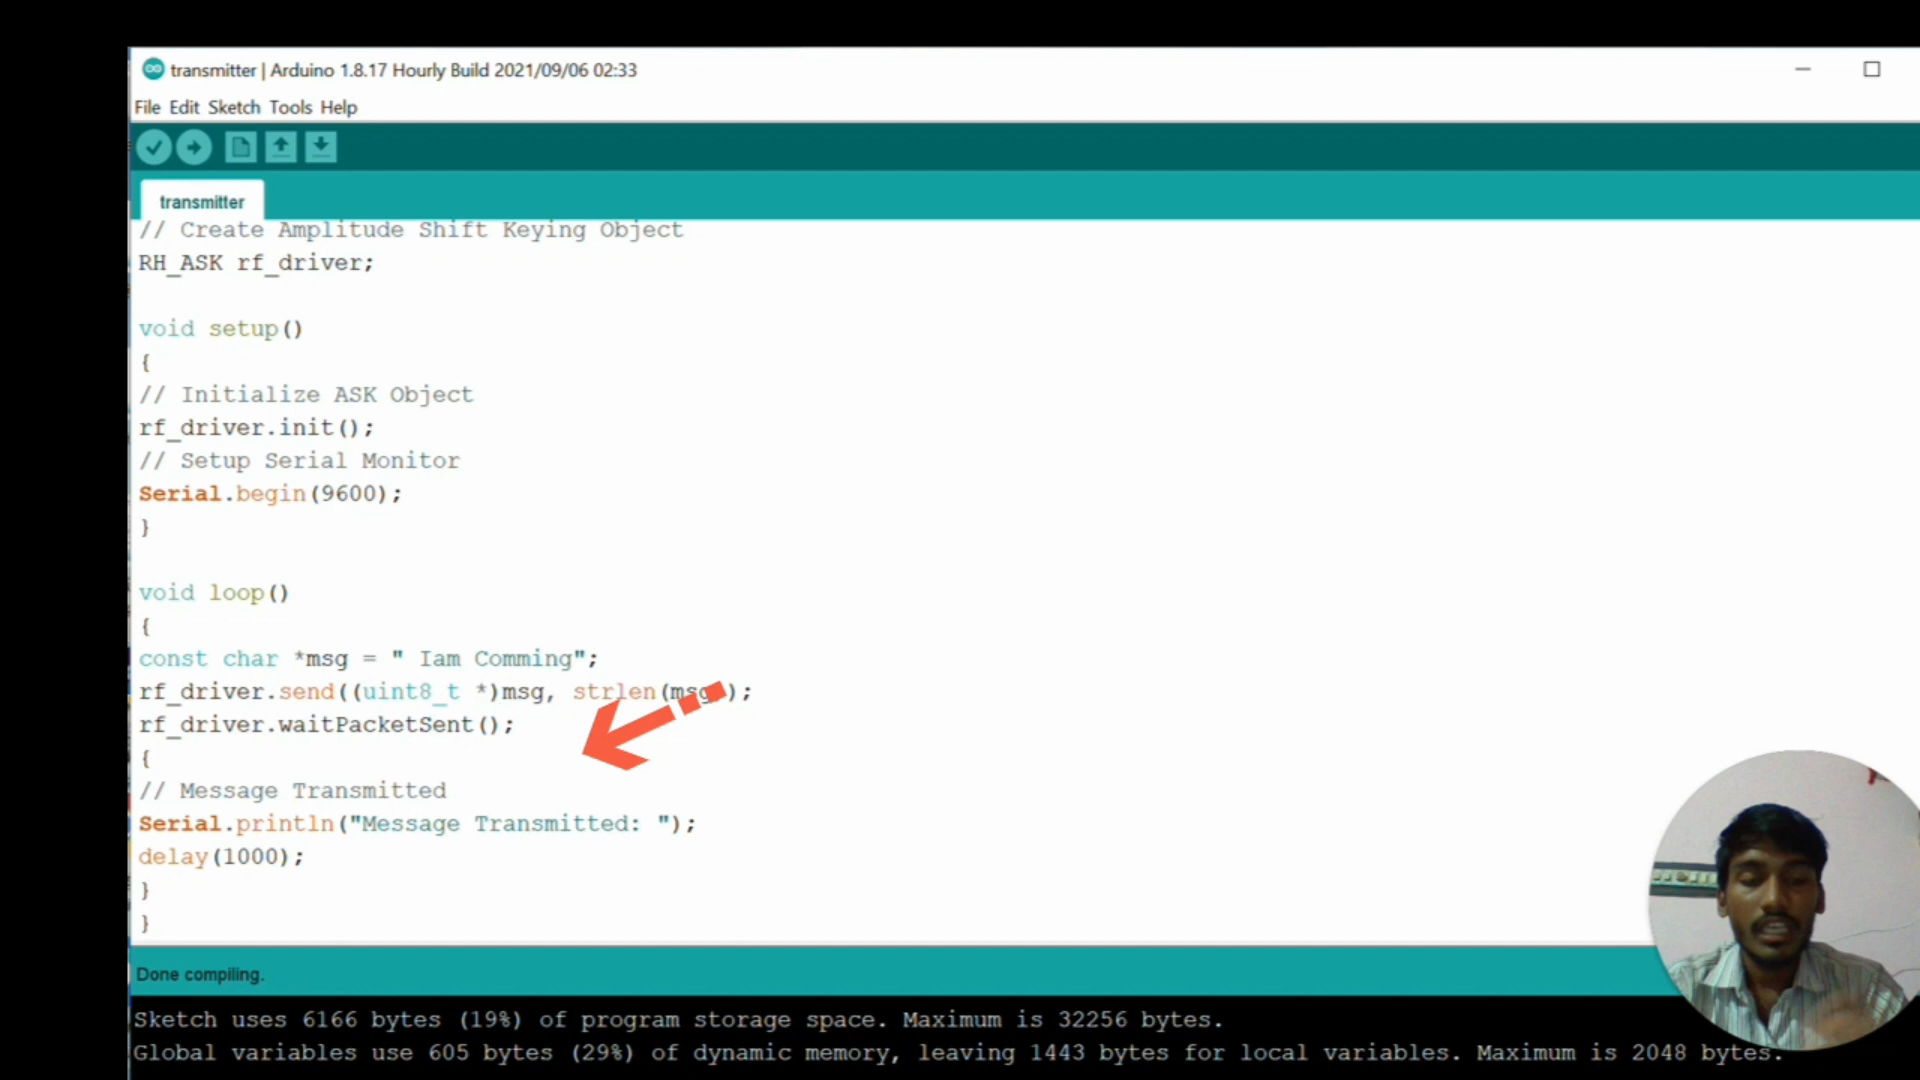 transmitter | Arduino 1.8.17 Hourly Build 2021/09/06 02:33
File Edit Sketch Tools Help
transmitter
// Create Amplitude Shift Keying Object
RH_ASK rf_driver;
void setup()
{
// Initialize ASK Object
rf_driver.init();
// Setup Serial Monitor
Serial.begin(9600);
}
void loop()
{
const char *msg = " Iam Comming";
rf_driver.send((uint8_t *)msg, strlen(msg));
rf_driver.waitPacketSent();
{
// Message Transmitted
Serial.println("Message Transmitted: ");
delay(1000);
}
}
Done compiling.
Sketch uses 6166 bytes (19%) of program storage space. Maximum is 32256 bytes.
Global variables use 605 bytes (29%) of dynamic memory, leaving 1443 bytes for local variables. Maximum is 2048 bytes.